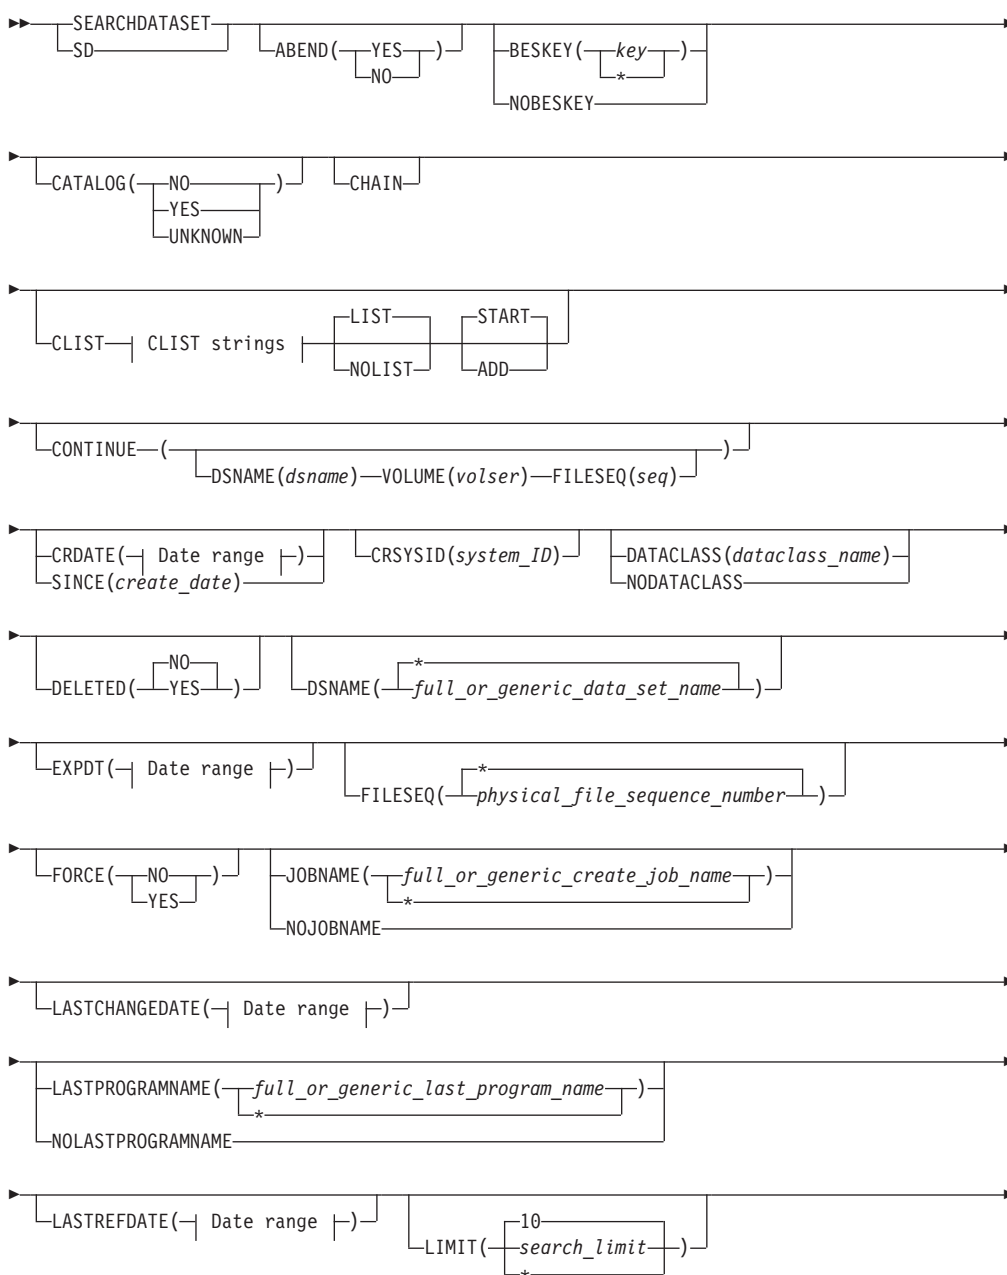 SEARCHDATASET
SD
ABEND( YES )
NO
BESKEY( key )
*
NOBESKEY
CATALOG( NO )
YES
UNKNOWN
CHAIN
CLIST CLIST strings
LIST
NOLIST
START
ADD
CONTINUE ( )
DSNAME(dsname) VOLUME(volser) FILESEQ(seq)
CRDATE( Date range )
SINCE(create_date)
CRSYSID(system_ID)
DATACLASS(dataclass_name)
NODATACLASS
NO
DELETED( YES )
*
DSNAME( full_or_generic_data_set_name )
EXPDT( Date range )
*
FILESEQ( physical_file_sequence_number )
FORCE( NO )
YES
JOBNAME( full_or_generic_create_job_name )
*
NOJOBNAME
LASTCHANGEDATE( Date range )
LASTPROGRAMNAME( full_or_generic_last_program_name )
*
NOLASTPROGRAMNAME
LASTREFDATE( Date range )
10
LIMIT( search_limit )
*